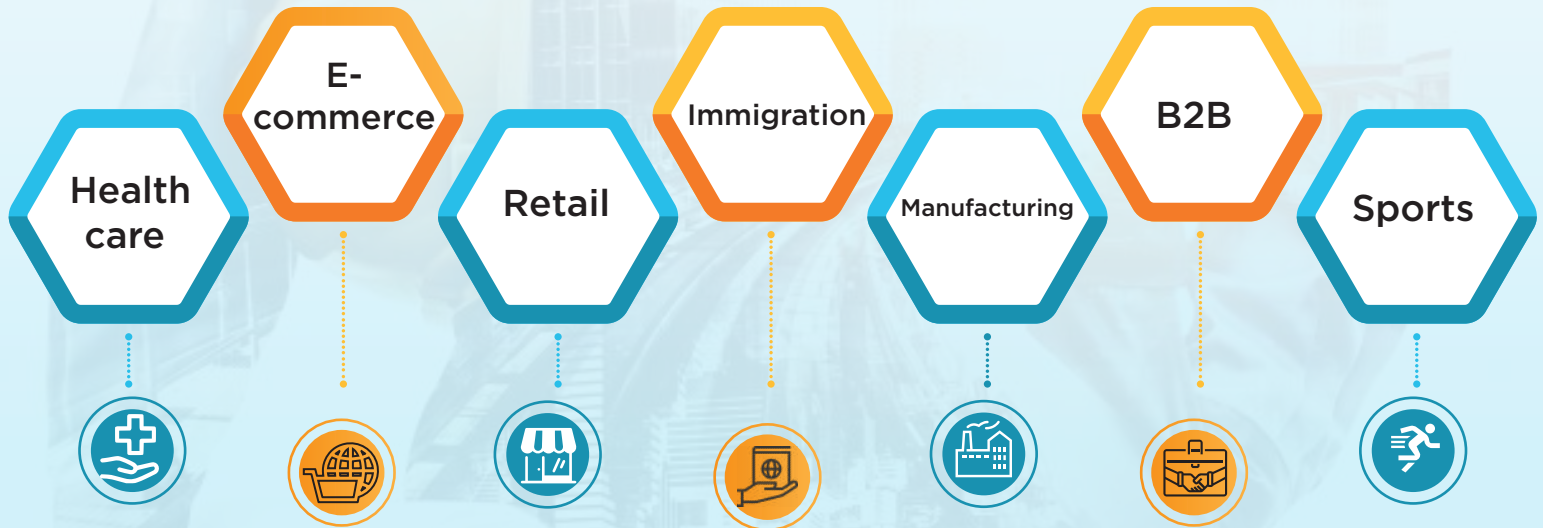 Health
care
E-
commerce
Retail
Immigration
Manufacturing
B2B
Sports